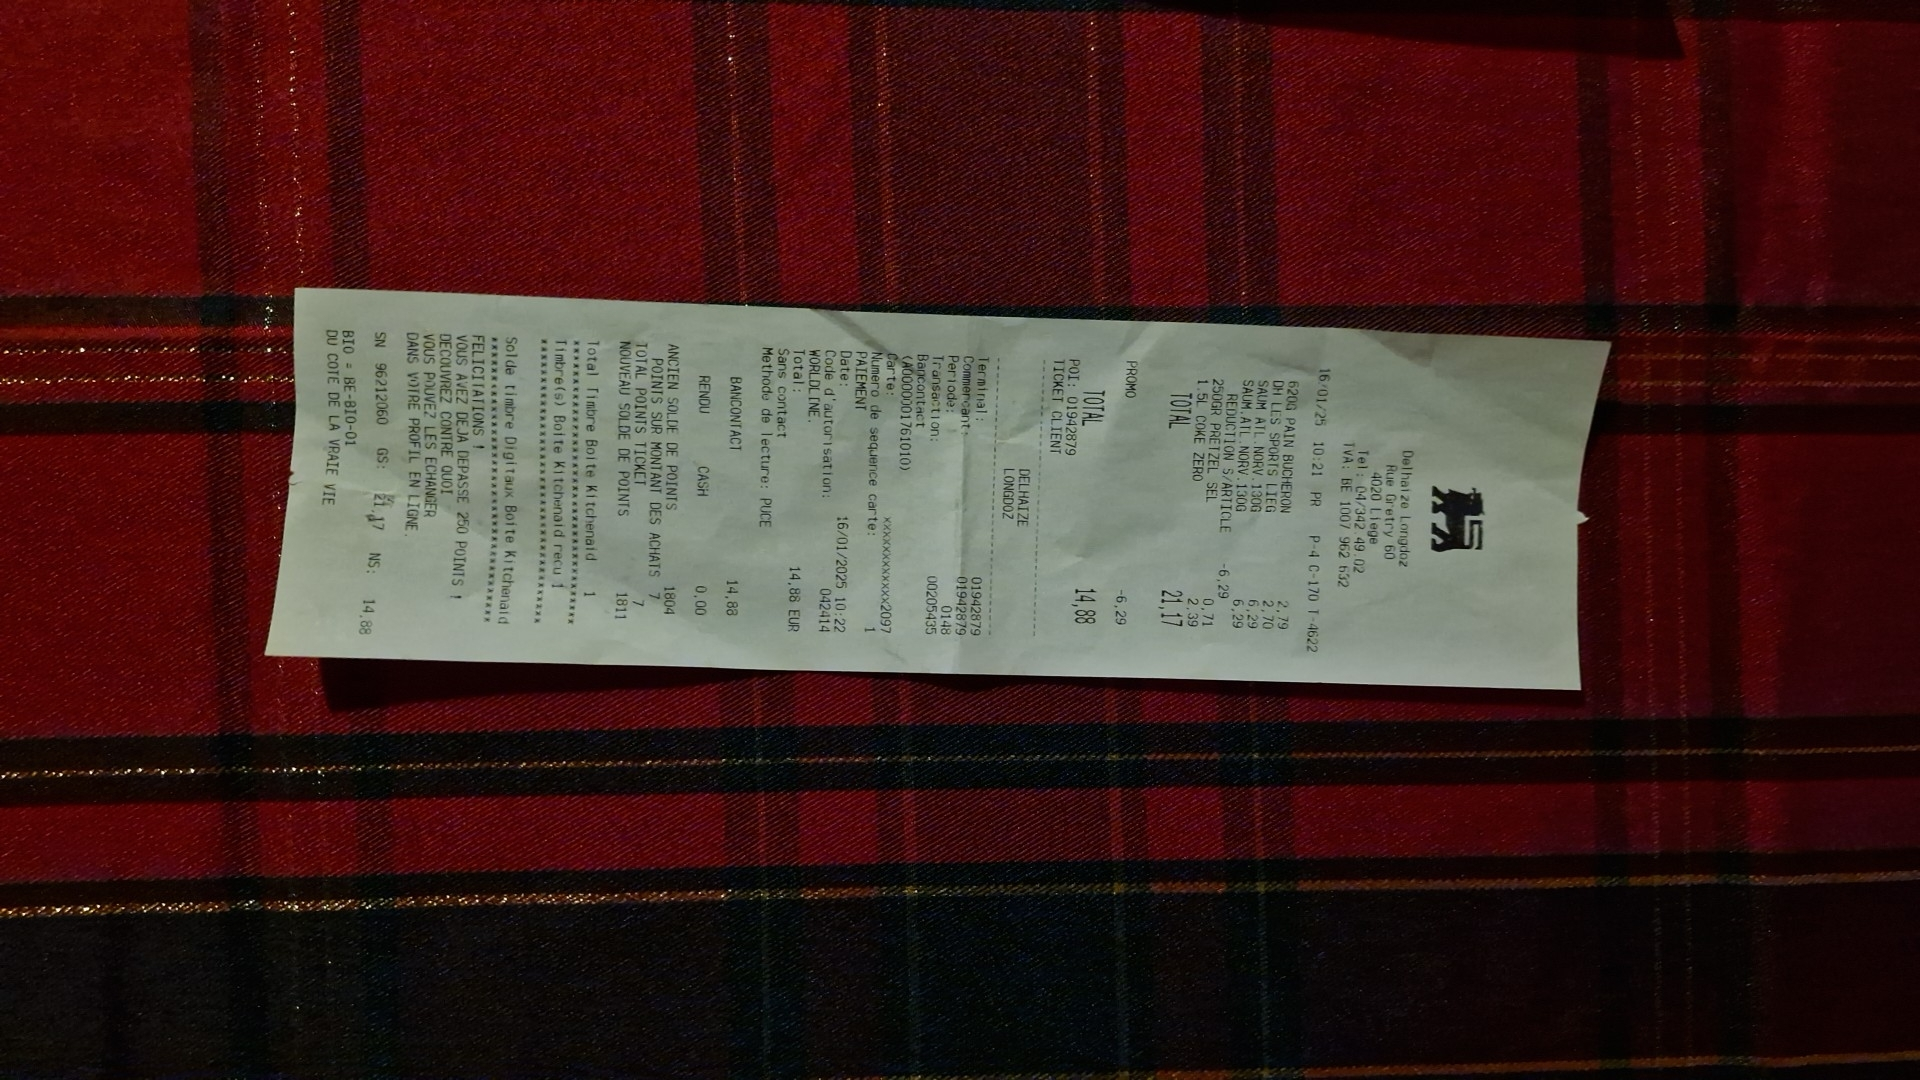 Delhaize Longdoz
Rue Gretry 60
4020 Liege
Tel: 04/342 49.02
TVA: BE 1007 962 632
16/01/25 10:21 PR P-4 C-170 T-4622
620G PAIN BUCHERON 2.79
DH LES SPORTS LIEG 2.70
SAUM.ATL.NORV.130G 6.29
SAUM.ATL.NORV.130G 6.29
REDUCTION S/ARTICLE -6,29
250GR PRETZEL SEL 0.71
1.5L COKE ZERO 2.39
TOTAL 21,17
PROMO -6.29
TOTAL 14,88
POI: 01942879
TICKET CLIENT
DELHAIZE
LONGDOZ
Terminal: 01942879
Commerçant: 01942879
Periode: 0148
Transaction: 00205435
Bancontact
(A0000001761010)
Carte: xxxxxxxxxxxxx2097
Numero de sequence carte: 1
PAIEMENT
Date: 16/01/2025 10:22
Code d'autorisation: 042414
WORLDLINE.
Total: 14,88 EUR
Sans contact
Methode de lecture: PUCE
BANCONTACT 14,88
RENDU CASH 0.00
ANCIEN SOLDE DE POINTS 1804
POINTS SUR MONTANT DES ACHATS 7
TOTAL POINTS TICKET 7
NOUVEAU SOLDE DE POINTS 1811
Total Timbre Boite Kitchenaid 1
************************************
Timbre(s) Boite Kitchenaid recu 1
************************************
Solde timbre Digitaux Boite Kitchenaid
************************************
FELICITATIONS !
VOUS AVEZ DEJA DEPASSE 250 POINTS !
DECOUVREZ CONTRE QUOI
VOUS POUVEZ LES ECHANGER
DANS VOTRE PROFIL EN LIGNE.
SN 96212060 GS: 21.17 NS: 14.88
BIO = BE-BIO-01
DU COTE DE LA VRAIE VIE